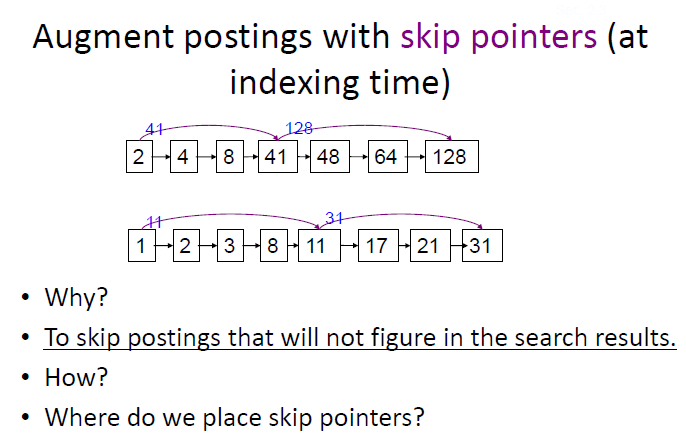 Augment postings with skip pointers (at
indexing time)
41 128
2 4 8 41 48 64 128
11 31
1 2 3 8 11 17 21 31
• Why?
• To skip postings that will not figure in the search results.
• How?
• Where do we place skip pointers?